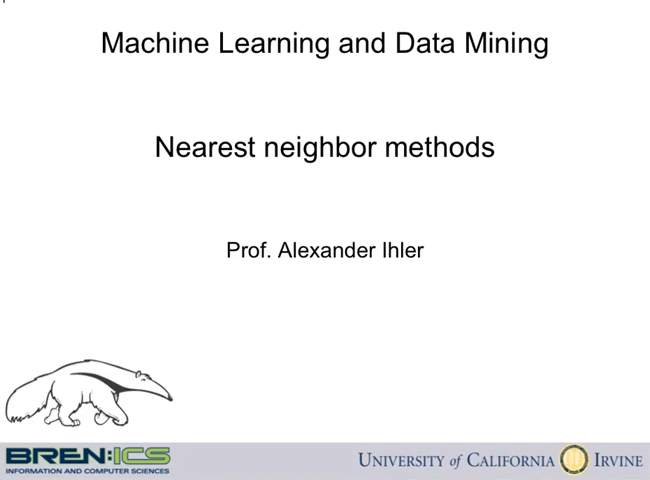 Machine Learning and Data Mining
Nearest neighbor methods
Prof. Alexander Ihler
BREN:ICS
INFORMATION AND COMPUTER SCIENCES
UNIVERSITY of CALIFORNIA IRVINE